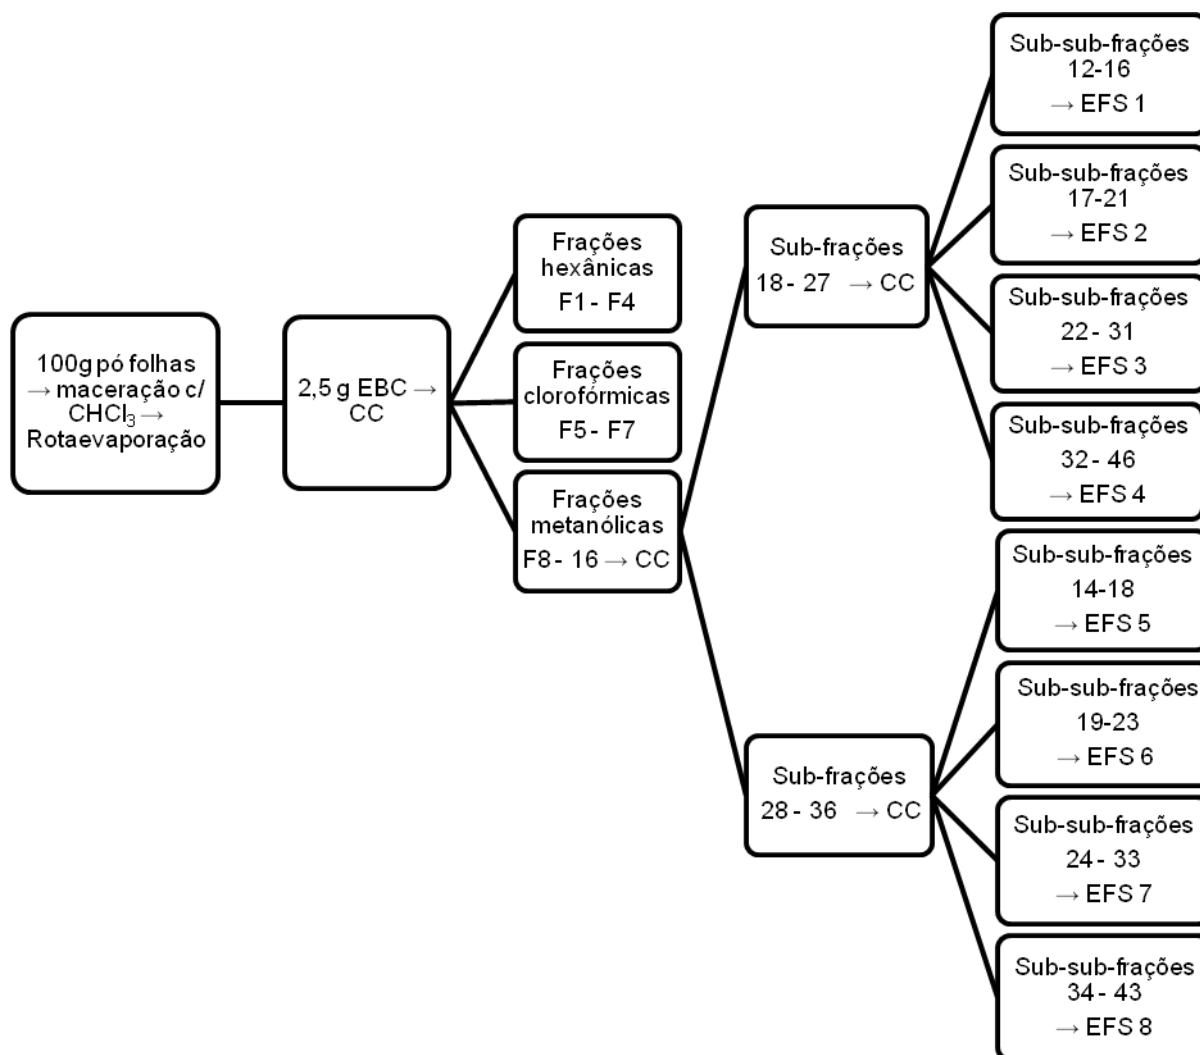 100g pó folhas
→ maceração c/
CHCl₃ →
Rotaevaporação
2,5 g EBC →
CC
Frações
hexânicas
F1 - F4
Frações
clorofórmicas
F5 - F7
Frações
metanólicas
F8 - 16 → CC
Sub-frações
18 - 27 → CC
Sub-frações
28 - 36 → CC
Sub-sub-frações
12-16
→ EFS 1
Sub-sub-frações
17-21
→ EFS 2
Sub-sub-frações
22 - 31
→ EFS 3
Sub-sub-frações
32 - 46
→ EFS 4
Sub-sub-frações
14-18
→ EFS 5
Sub-sub-frações
19-23
→ EFS 6
Sub-sub-frações
24 - 33
→ EFS 7
Sub-sub-frações
34 - 43
→ EFS 8